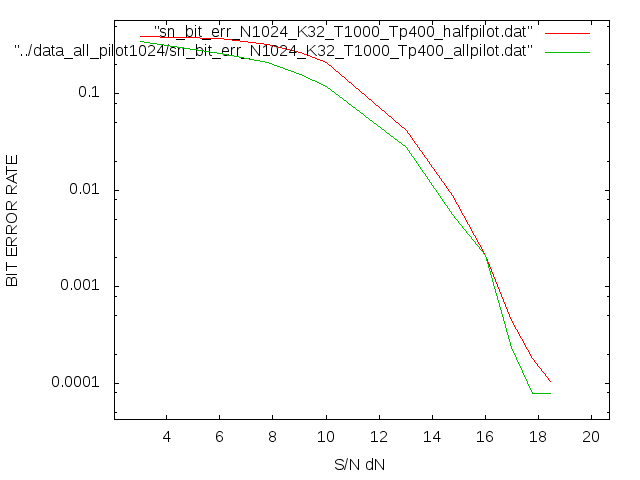 "sn_bit_err_N1024_K32_T1000_Tp400_halfpilot.dat"
"../data_all_pilot1024/sn_bit_err_N1024_K32_T1000_Tp400_allpilot.dat"
0.1
0.01
0.001
0.0001
BIT ERROR RATE
4 6 8 10 12 14 16 18 20
S/N dN